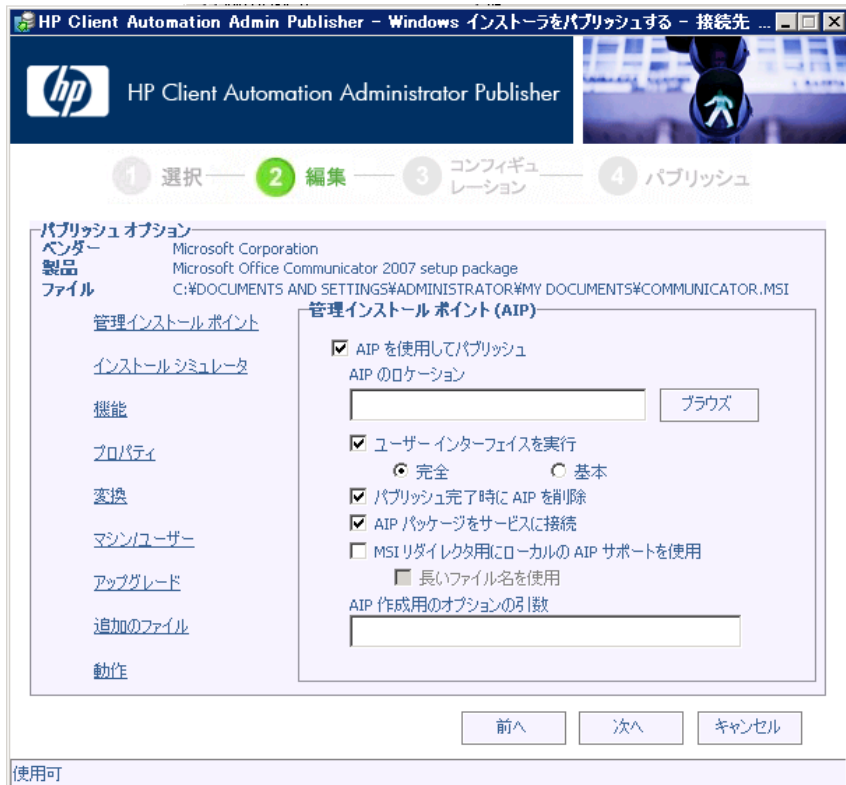 HP Client Automation Admin Publisher - Windows インストーラをパブリッシュする - 接続先 ...
hp
HP Client Automation Administrator Publisher
1 選択 2 編集 3 コンフィギュ
レーション 4 パブリッシュ
パブリッシュ オプション
ベンダー Microsoft Corporation
製品 Microsoft Office Communicator 2007 setup package
ファイル C:¥DOCUMENTS AND SETTINGS¥ADMINISTRATOR¥MY DOCUMENTS¥COMMUNICATOR.MSI
管理インストール ポイント
インストール シミュレータ
機能
プロパティ
変換
マシン/ユーザー
アップグレード
追加のファイル
動作
管理インストール ポイント (AIP)
AIP を使用してパブリッシュ
AIP のロケーション
ブラウズ
ユーザー インターフェイスを実行
完全 基本
パブリッシュ完了時に AIP を削除
AIP パッケージをサービスに接続
MSI リダイレクタ用にローカルの AIP サポートを使用
長いファイル名を使用
AIP 作成用のオプションの引数
前へ 次へ キャンセル
使用可